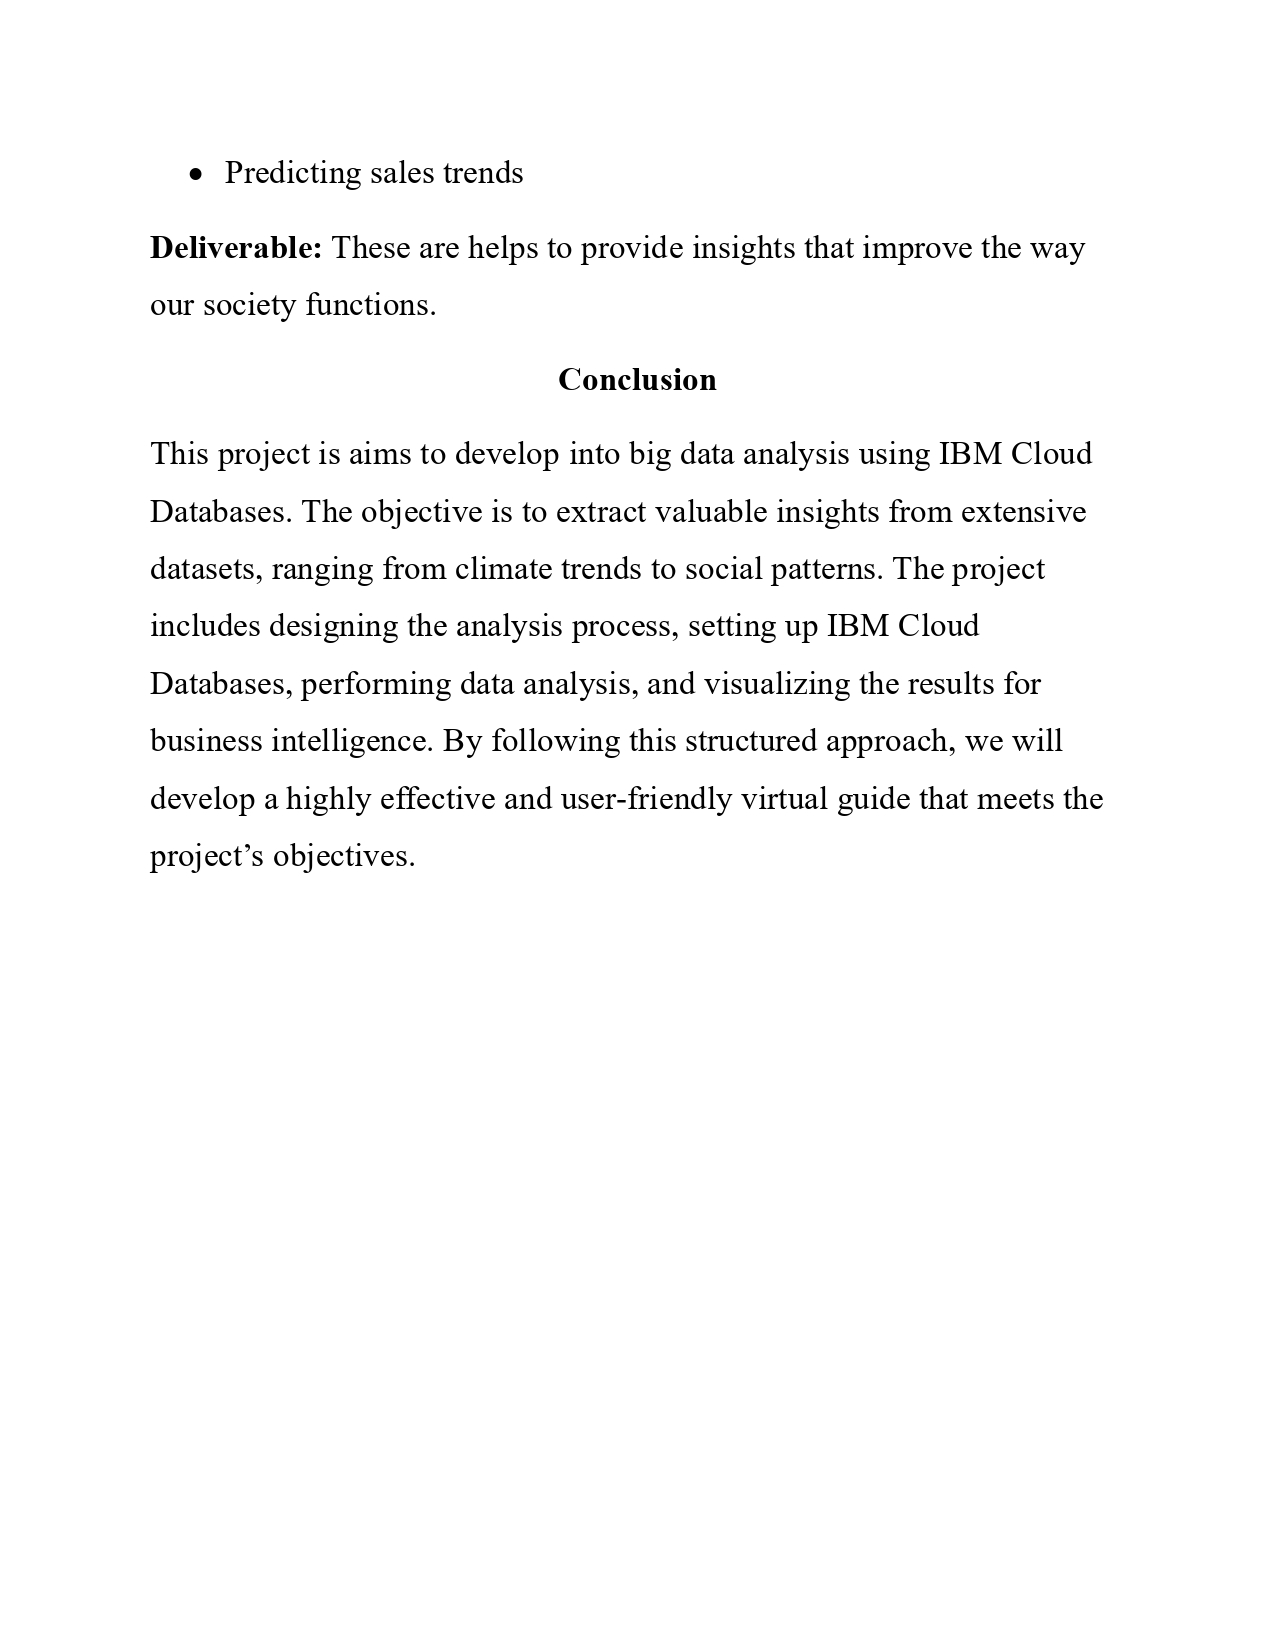 • Predicting sales trends
Deliverable: These are helps to provide insights that improve the way
our society functions.
Conclusion
This project is aims to develop into big data analysis using IBM Cloud
Databases. The objective is to extract valuable insights from extensive
datasets, ranging from climate trends to social patterns. The project
includes designing the analysis process, setting up IBM Cloud
Databases, performing data analysis, and visualizing the results for
business intelligence. By following this structured approach, we will
develop a highly effective and user-friendly virtual guide that meets the
project’s objectives.